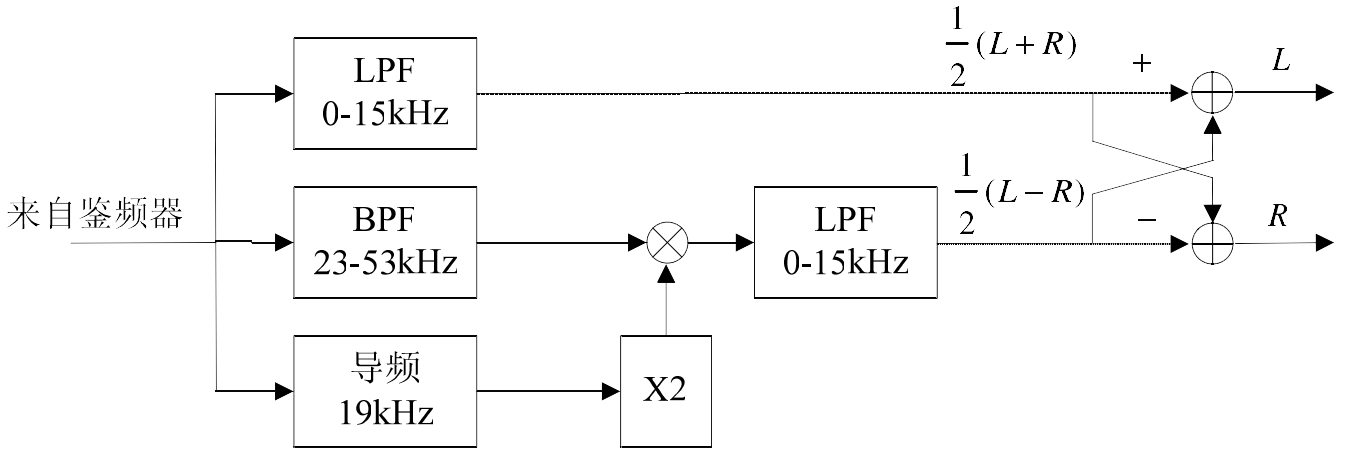 LPF
0-15kHz
1/2(L+R)
+
L
来自鉴频器
BPF
23-53kHz
LPF
0-15kHz
1/2(L−R)
−
R
导频
19kHz
X2